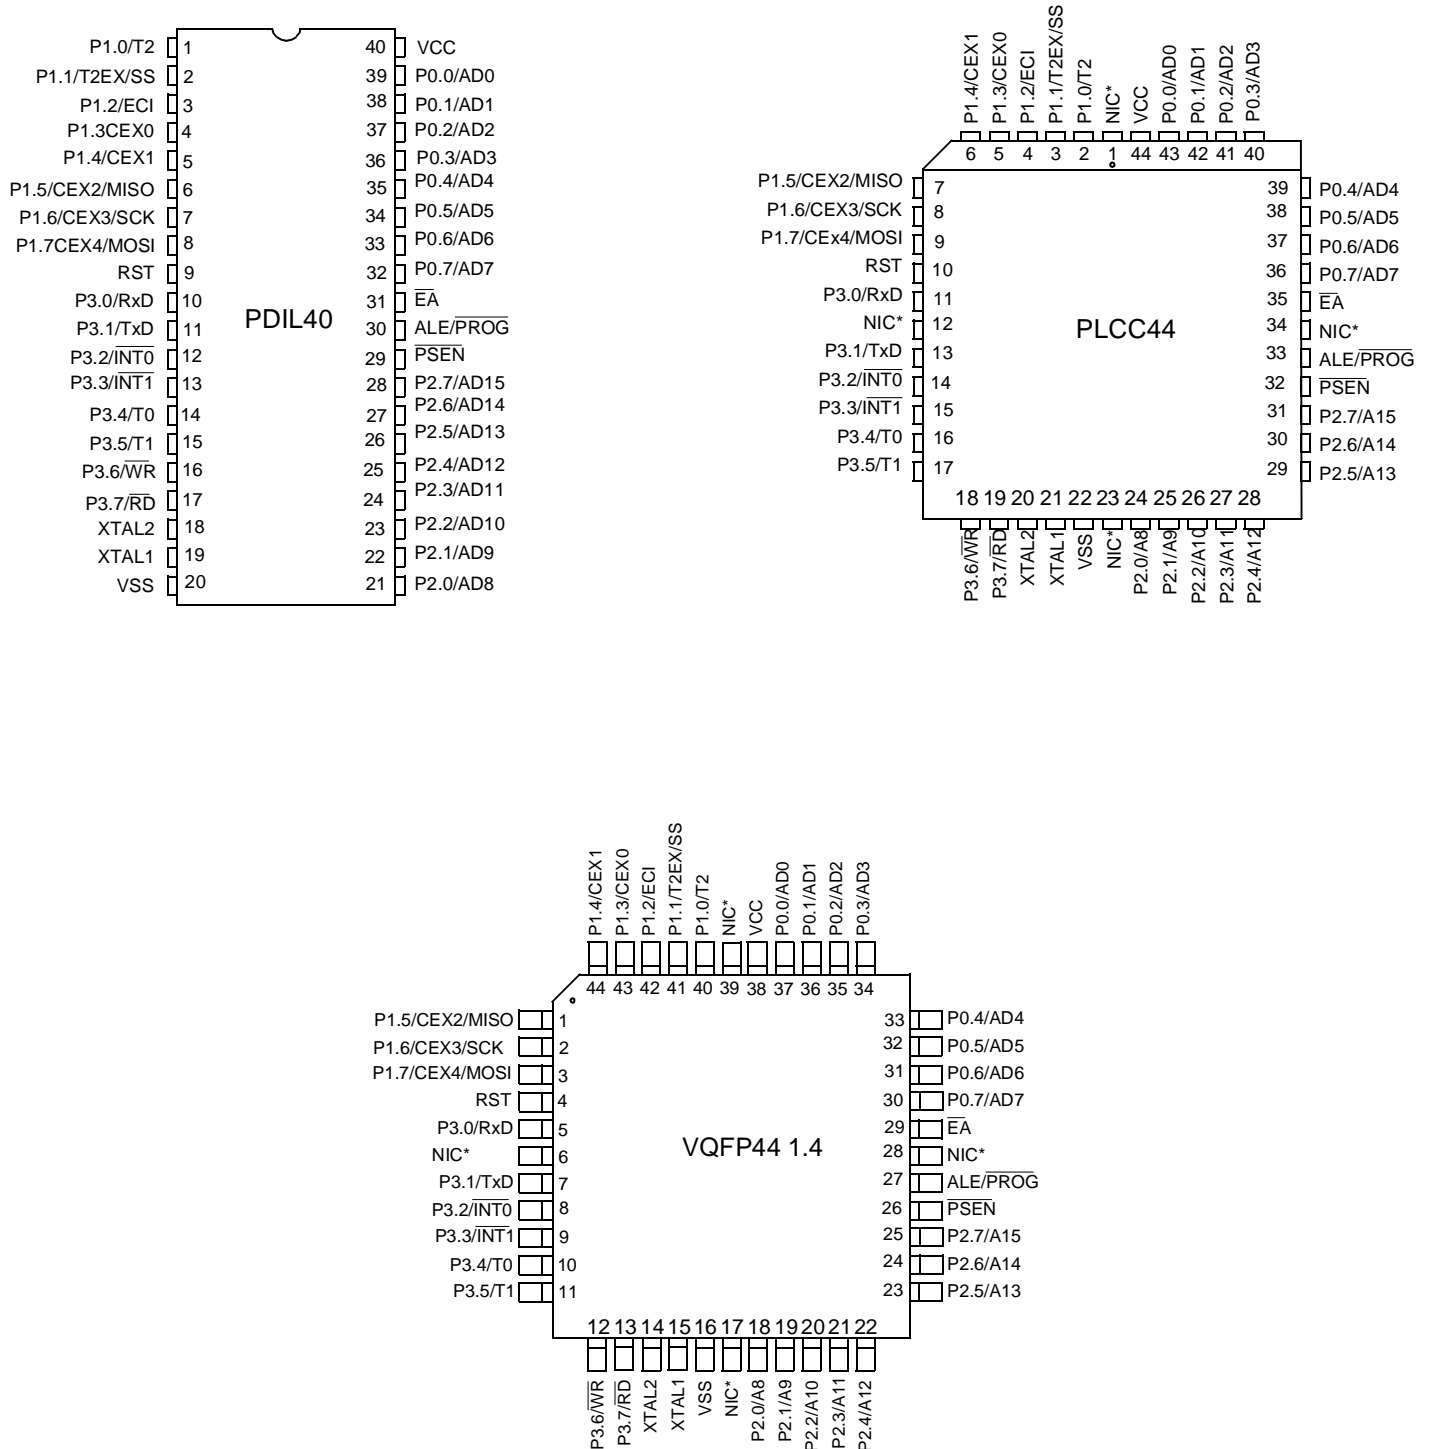 P1.0/T2 1 40 VCC
P1.1/T2EX/SS 2 39 P0.0/AD0
P1.2/ECI 3 38 P0.1/AD1
P1.3CEX0 4 37 P0.2/AD2
P1.4/CEX1 5 36 P0.3/AD3
P1.5/CEX2/MISO 6 35 P0.4/AD4
P1.6/CEX3/SCK 7 34 P0.5/AD5
P1.7CEX4/MOSI 8 33 P0.6/AD6
RST 9 32 P0.7/AD7
P3.0/RxD 10 31 EA
PDIL40
P3.1/TxD 11 30 ALE/PROG
P3.2/INT0 12 29 PSEN
P3.3/INT1 13 28 P2.7/AD15
P3.4/T0 14 27 P2.6/AD14
P3.5/T1 15 26 P2.5/AD13
P3.6/WR 16 25 P2.4/AD12
P3.7/RD 17 24 P2.3/AD11
XTAL2 18 23 P2.2/AD10
XTAL1 19 22 P2.1/AD9
VSS 20 21 P2.0/AD8
P1.4/CEX1 P1.3/CEX0 P1.2/ECI P1.1/T2EX/SS P1.0/T2 NIC* VCC P0.0/AD0 P0.1/AD1 P0.2/AD2 P0.3/AD3
6 5 4 3 2 1 44 43 42 41 40
P1.5/CEX2/MISO 7 39 P0.4/AD4
P1.6/CEX3/SCK 8 38 P0.5/AD5
P1.7/CEx4/MOSI 9 37 P0.6/AD6
RST 10 36 P0.7/AD7
P3.0/RxD 11 35 EA
NIC* 12 PLCC44 34 NIC*
P3.1/TxD 13 33 ALE/PROG
P3.2/INT0 14 32 PSEN
P3.3/INT1 15 31 P2.7/A15
P3.4/T0 16 30 P2.6/A14
P3.5/T1 17 29 P2.5/A13
18 19 20 21 22 23 24 25 26 27 28
P3.6/WR P3.7/RD XTAL2 XTAL1 VSS NIC* P2.0/A8 P2.1/A9 P2.2/A10 P2.3/A11 P2.4/A12
P1.4/CEX1 P1.3/CEX0 P1.2/ECI P1.1/T2EX/SS P1.0/T2 NIC* VCC P0.0/AD0 P0.1/AD1 P0.2/AD2 P0.3/AD3
44 43 42 41 40 39 38 37 36 35 34
P1.5/CEX2/MISO 1 33 P0.4/AD4
P1.6/CEX3/SCK 2 32 P0.5/AD5
P1.7/CEX4/MOSI 3 31 P0.6/AD6
RST 4 30 P0.7/AD7
P3.0/RxD 5 29 EA
NIC* 6 VQFP44 1.4 28 NIC*
P3.1/TxD 7 27 ALE/PROG
P3.2/INT0 8 26 PSEN
P3.3/INT1 9 25 P2.7/A15
P3.4/T0 10 24 P2.6/A14
P3.5/T1 11 23 P2.5/A13
12 13 14 15 16 17 18 19 20 21 22
P3.6/WR P3.7/RD XTAL2 XTAL1 VSS NIC* P2.0/A8 P2.1/A9 P2.2/A10 P2.3/A11 P2.4/A12